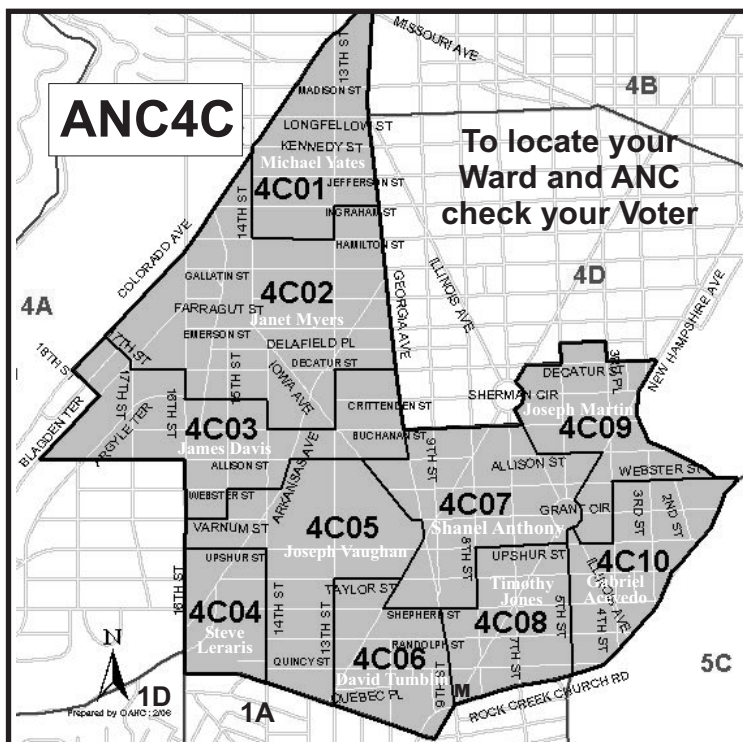 MISSOURI AVE
13TH ST
MADISON ST
4B
ANC4C
LONGFELLOW ST
KENNEDY ST
To locate your
Ward and ANC
check your Voter
Michael Yates
4C01
JEFFERSON ST
14TH ST
INGRAHAM ST
HAMILTON ST
COLORADO AVE
GEORGIA AVE
ILLINOIS AVE
4D
NEW HAMPSHIRE AVE
GALLATIN ST
4C02
4A
FARRAGUT ST
Janet Myers
EMERSON ST
DELAFIELD PL
17TH ST
18TH ST
DECATUR ST
15TH ST
IOWA AVE
DECATUR ST
3RD PL
SHERMAN CIR
17TH ST
16TH ST
CRITTENDEN ST
Joseph Martin
4C09
BLAGDEN TER
ARGYLE TER
4C03
James Davis
BUCHANAN ST
9TH ST
ARKANSAS AVE
ALLISON ST
ALLISON ST
WEBSTER ST
WEBSTER ST
4C07
GRANT CIR
3RD ST
2ND ST
VARNUM ST
4C05
Shanel Anthony
Joseph Vaughan
UPSHUR ST
8TH ST
UPSHUR ST
4C10
16TH ST
4C04
TAYLOR ST
Timothy
Jones
5TH ST
ILLINOIS AVE
Gabriel
Acevedo
4TH ST
14TH ST
13TH ST
SHEPHERD ST
4C08
Steve
Leraris
RANDOLPH ST
7TH ST
N
QUINCY ST
4C06
David Tumblin
5C
9TH ST
M
QUEBEC PL
ROCK CREEK CHURCH RD
1D
1A
Prepared by OAHC : 2/06